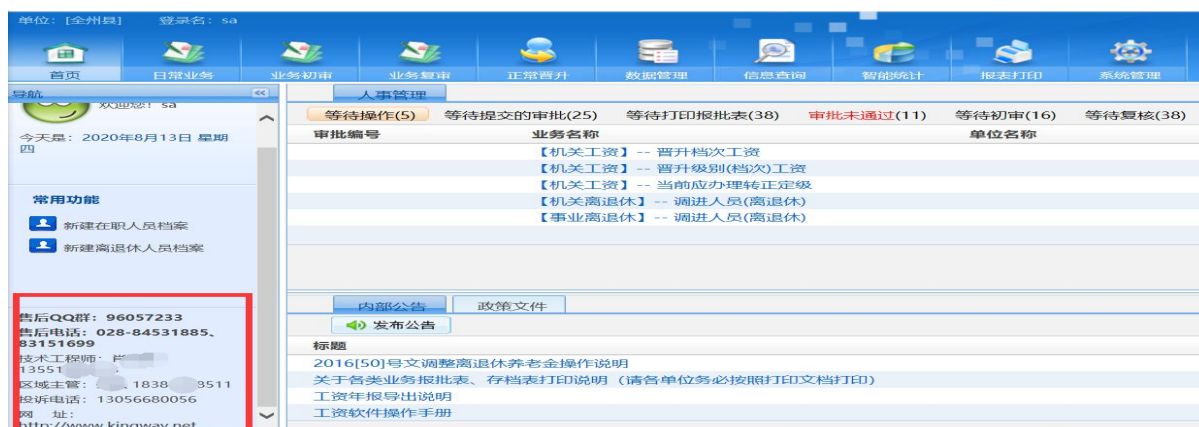 单位: [全州县] 登录名: sa
首页 日常业务 业务初审 业务复审 正常晋升 数据管理 信息查询 智能统计 报表打印 系统管理
导航
欢迎您! sa
今天是: 2020年8月13日 星期
四
常用功能
新建在职人员档案
新建离退休人员档案
售后QQ群: 96057233
售后电话: 028-84531885、
83151699
技术工程师:
13551
区域主管: 1838 3511
投诉电话: 13056680056
网 址:
http://www.kingway.net
人事管理
等待操作(5) 等待提交的审批(25) 等待打印报批表(38) 审批未通过(11) 等待初审(16) 等待复核(38)
审批编号 业务名称 单位名称
【机关工资】-- 晋升档次工资
【机关工资】-- 晋升级别(档次)工资
【机关工资】-- 当前应办理转正定级
【机关离退休】-- 调进人员(离退休)
【事业离退休】-- 调进人员(离退休)
内部公告 政策文件
发布公告
标题
2016[50]号文调整离退休养老金操作说明
关于各类业务报批表、存档表打印说明（请各单位务必按照打印文档打印）
工资年报导出说明
工资软件操作手册